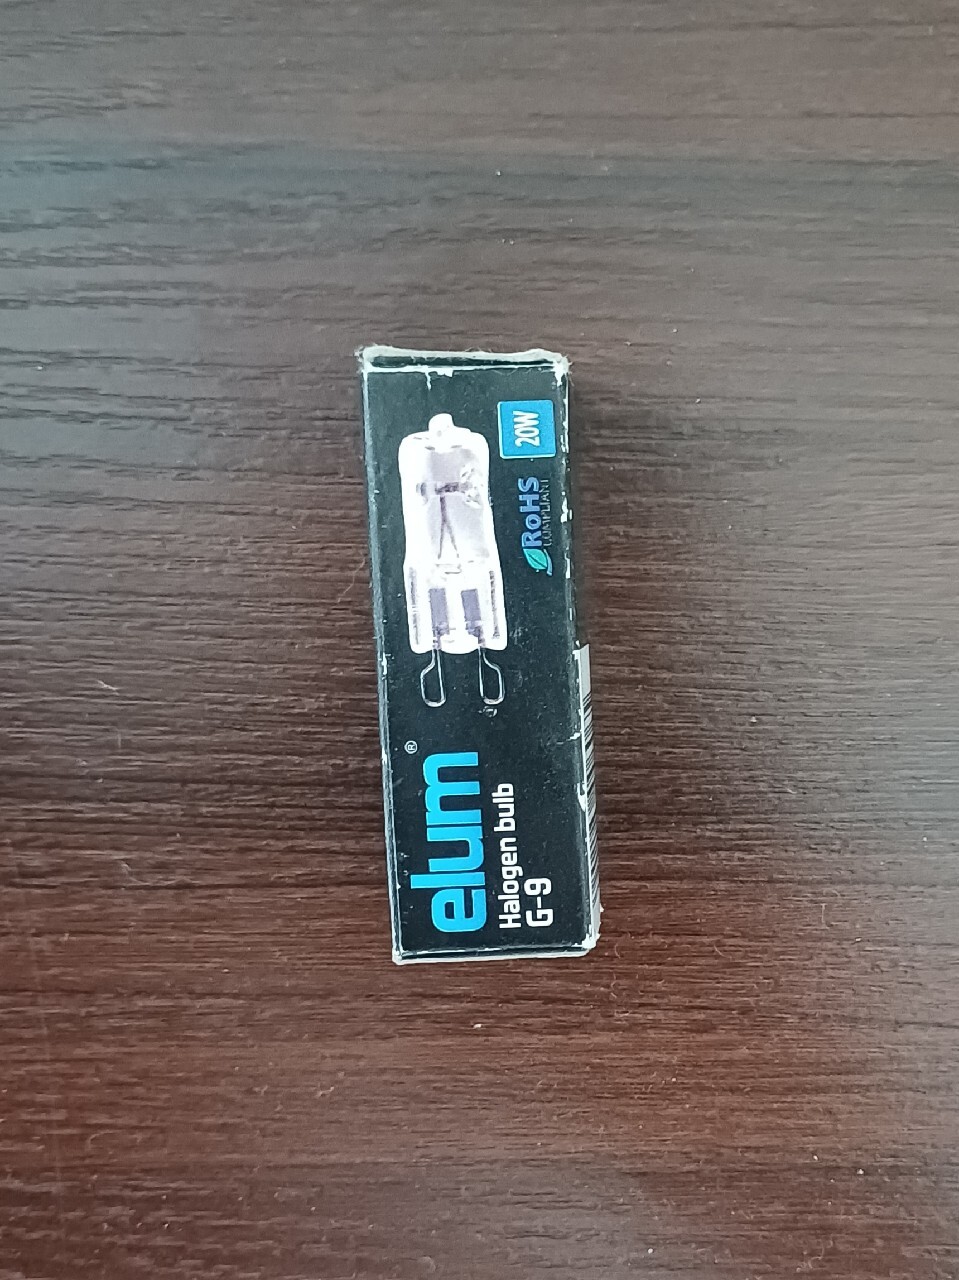 elum®
Halogen bulb
G-9
RoHS
COMPLIANT
20W